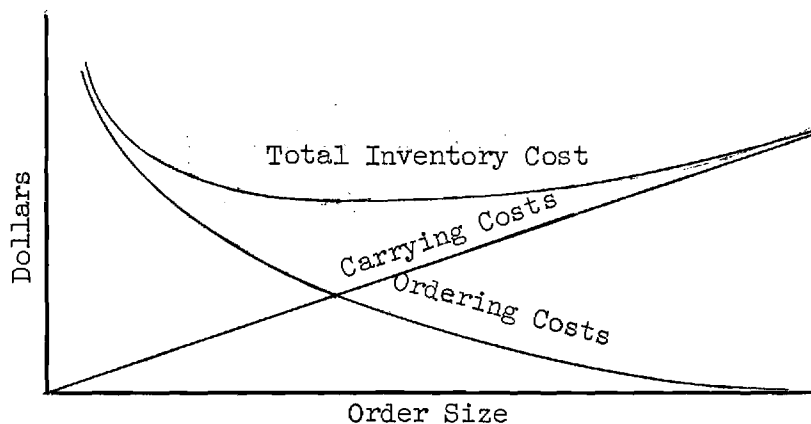 Total Inventory Cost
Carrying Costs
Ordering Costs
Dollars
Order Size